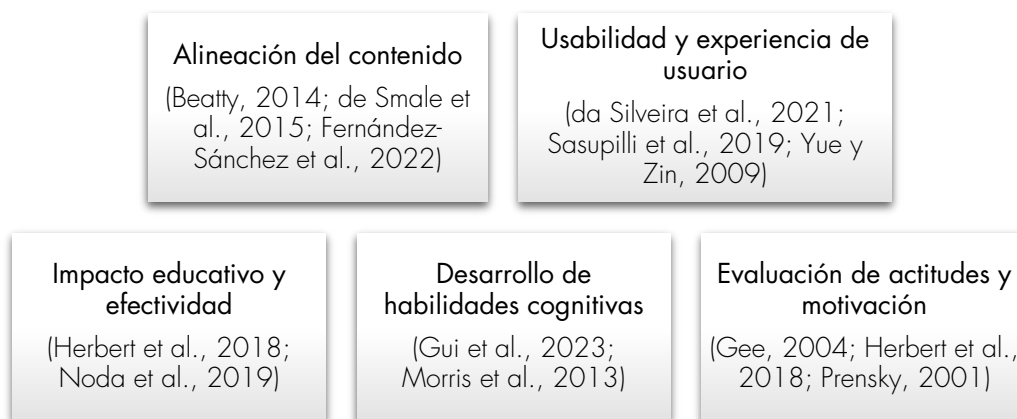 Alineación del contenido
(Beatty, 2014; de Smale et
al., 2015; Fernández-
Sánchez et al., 2022)
Usabilidad y experiencia de
usuario
(da Silveira et al., 2021;
Sasupilli et al., 2019; Yue y
Zin, 2009)
Impacto educativo y
efectividad
(Herbert et al., 2018;
Noda et al., 2019)
Desarrollo de
habilidades cognitivas
(Gui et al., 2023;
Morris et al., 2013)
Evaluación de actitudes y
motivación
(Gee, 2004; Herbert et al.,
2018; Prensky, 2001)